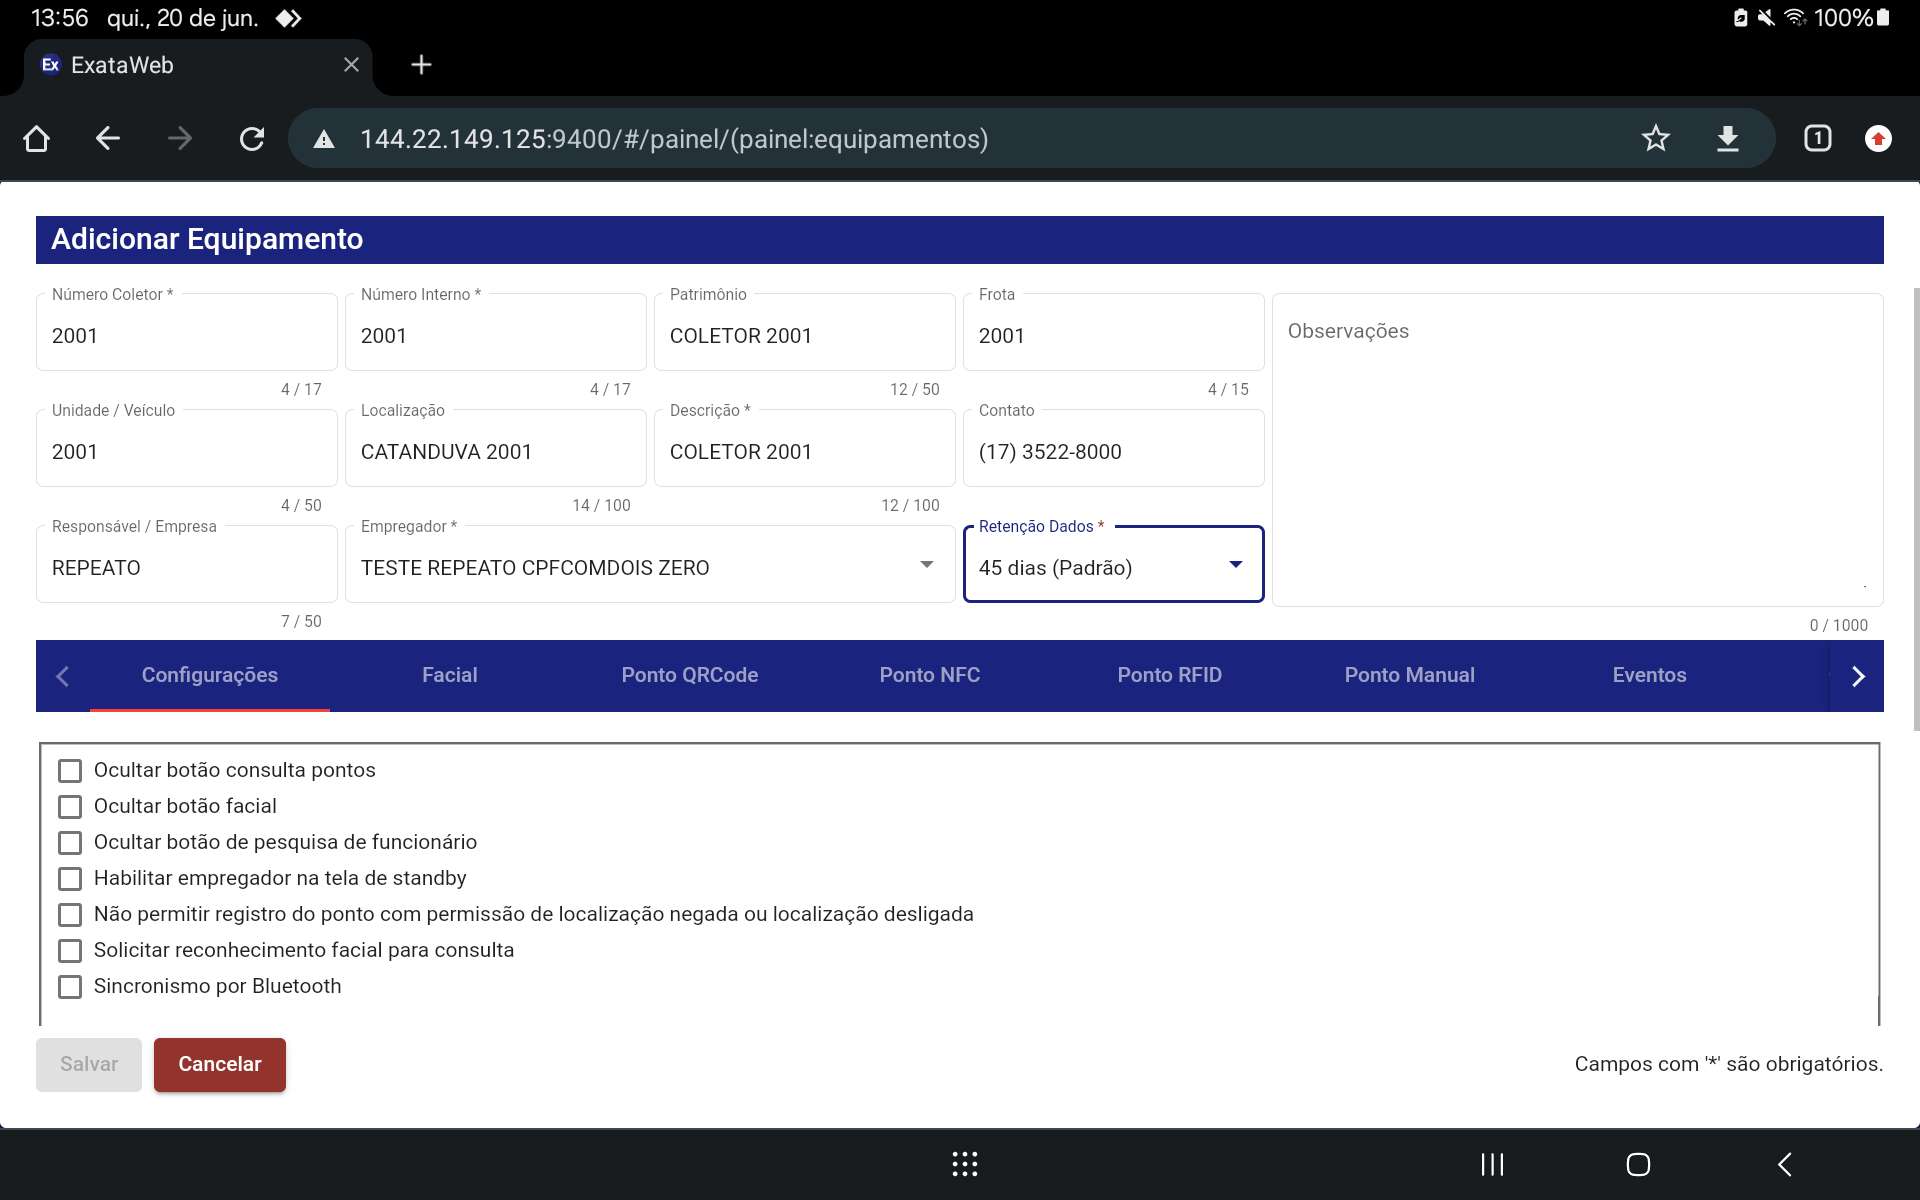 13:56 qui., 20 de jun. 100%
Ex ExataWeb
144.22.149.125:9400/#/painel/(painel:equipamentos)
1
Adicionar Equipamento
Número Coletor * Número Interno * Patrimônio Frota
2001 2001 COLETOR 2001 2001 Observações
4 / 17 4 / 17 12 / 50 4 / 15
Unidade / Veículo Localização Descrição * Contato
2001 CATANDUVA 2001 COLETOR 2001 (17) 3522-8000
4 / 50 14 / 100 12 / 100
Responsável / Empresa Empregador * Retenção Dados *
REPEATO TESTE REPEATO CPFCOMDOIS ZERO 45 dias (Padrão)
7 / 50 0 / 1000
Configurações Facial Ponto QRCode Ponto NFC Ponto RFID Ponto Manual Eventos
Ocultar botão consulta pontos
Ocultar botão facial
Ocultar botão de pesquisa de funcionário
Habilitar empregador na tela de standby
Não permitir registro do ponto com permissão de localização negada ou localização desligada
Solicitar reconhecimento facial para consulta
Sincronismo por Bluetooth
Salvar Cancelar Campos com '*' são obrigatórios.